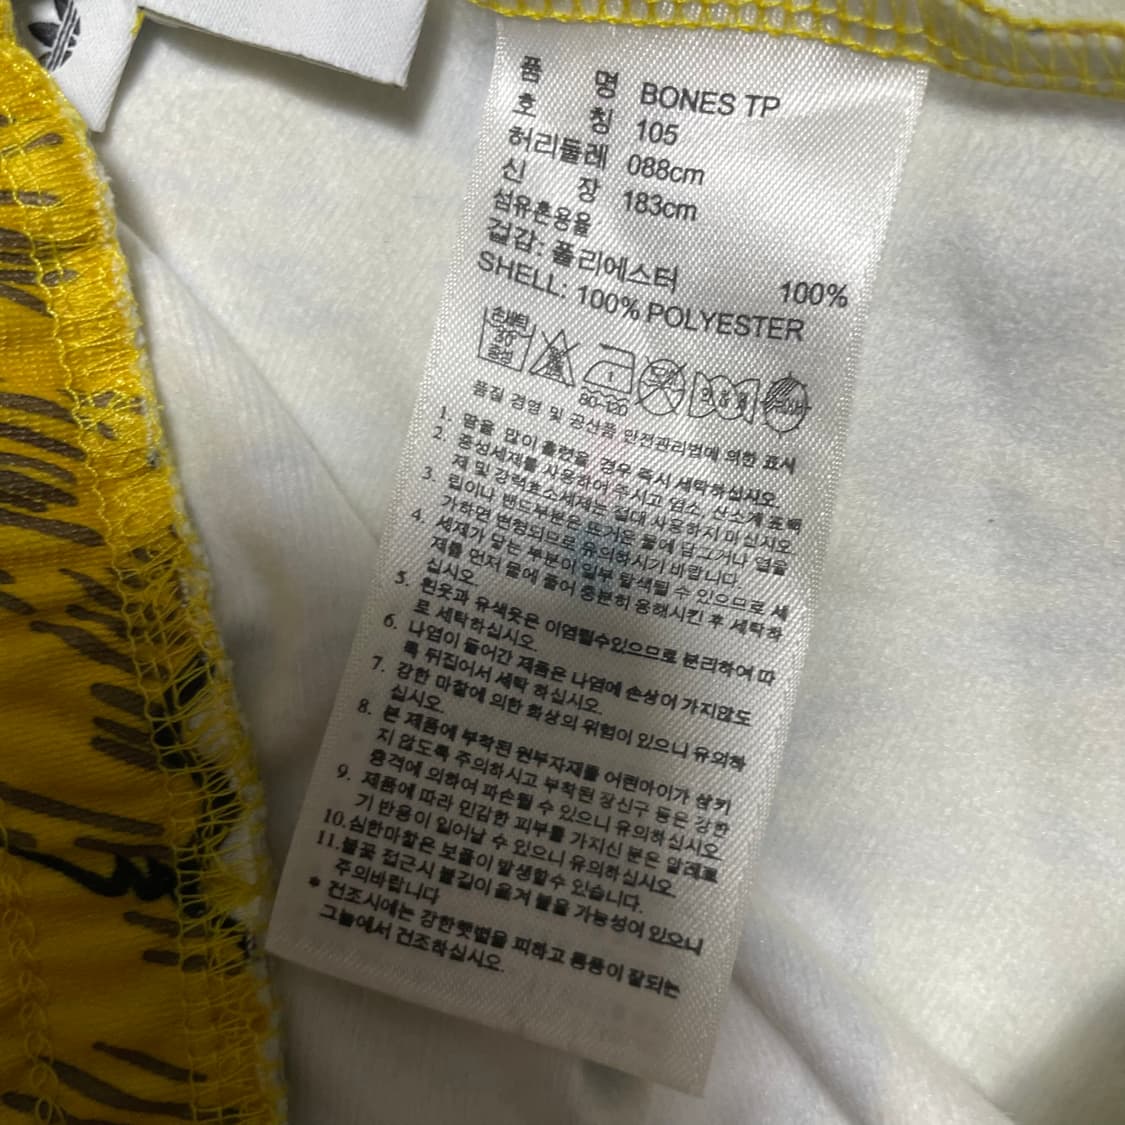 품 명 BONES TP
호 칭 105
허리둘레 088cm
신 장 183cm
섬유혼용율
겉감: 폴리에스터 100%
SHELL: 100% POLYESTER
손세탁
30
중성
80-120
품질 경영 및 공산품 안전관리법에 의한 표시
1. 땀을 많이 흘렸을 경우 즉시 세탁하십시오.
2. 중성세제를 사용하여 주시고 염소, 산소계 표백
제 및 강력효소세제는 절대 사용하지 마십시오.
3. 립이나 밴드부분은 뜨거운 물에 담그거나 열을
가하면 변형되므로 유의하시기 바랍니다.
4. 세제가 닿는 부분이 일부 탈색될 수 있으므로 세
제를 먼저 물에 풀어 충분히 용해시킨 후 세탁하
십시오.
5. 흰옷과 유색옷은 이염될수있으므로 분리하여 따
로 세탁하십시오.
6. 나염이 들어간 제품은 나염에 손상이 가지않도
록 뒤집어서 세탁 하십시오.
7. 강한 마찰에 의한 화상의 위험이 있으니 유의하
십시오.
8. 본 제품에 부착된 원부자재를 어린아이가 삼키
지 않도록 주의하시고 부착된 장신구 등은 강한
충격에 의하여 파손될 수 있으니 유의하십시오.
9. 제품에 따라 민감한 피부를 가지신 분은 알레르
기 반응이 일어날 수 있으니 유의하십시오.
10.심한마찰은 보풀이 발생할수 있습니다.
11.불꽃 접근시 불길이 옮겨 붙을 가능성이 있으니
주의바랍니다
* 건조시에는 강한햇볕을 피하고 통풍이 잘되는
그늘에서 건조하십시오.